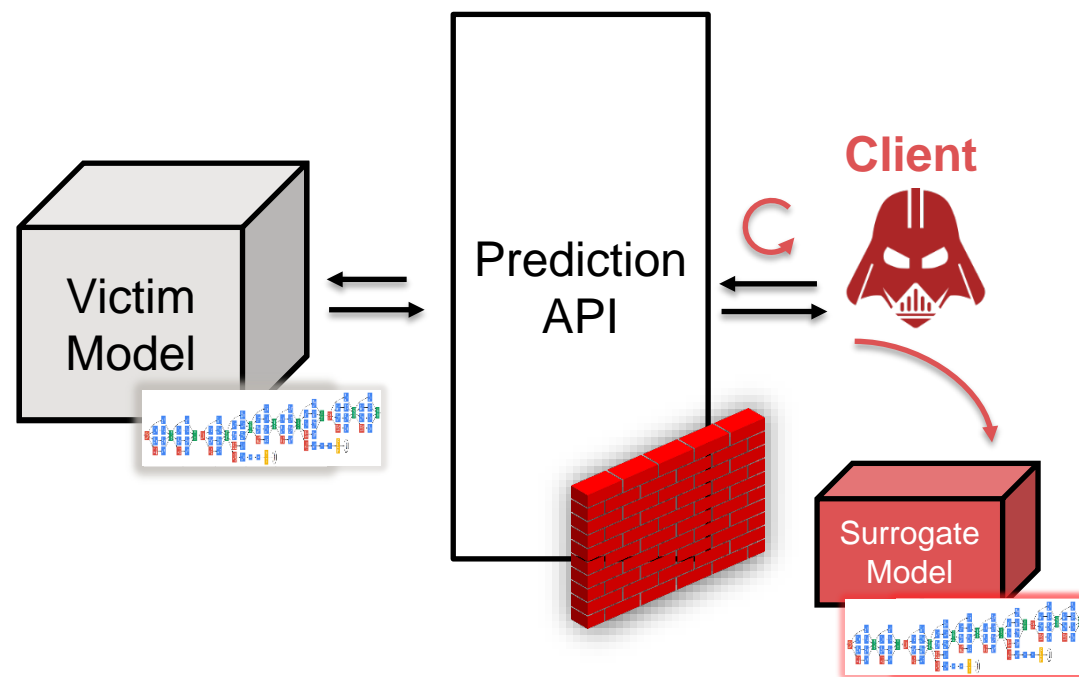 Client
Prediction
API
Victim
Model
Surrogate
Model